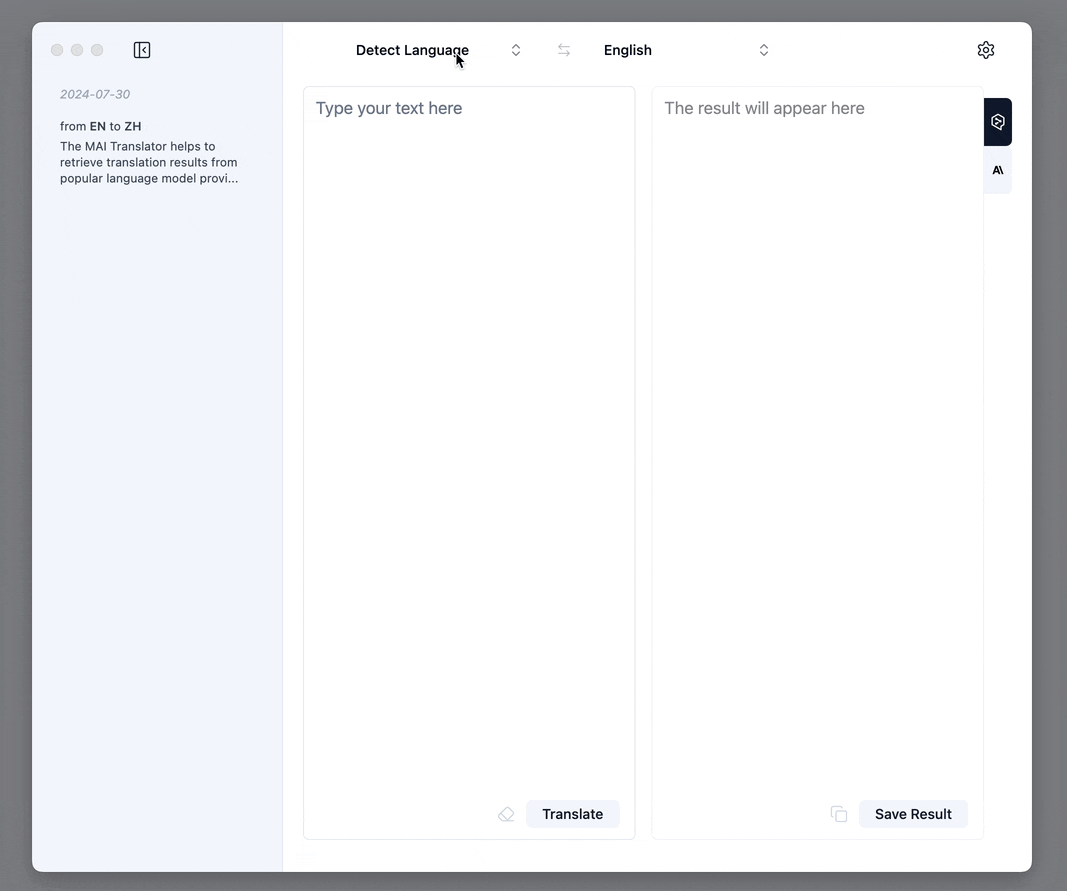 Detect Language
English
2024-07-30
from EN to ZH
The MAI Translator helps to
retrieve translation results from
popular language model provi...
Type your text here
The result will appear here
A\
Translate
Save Result